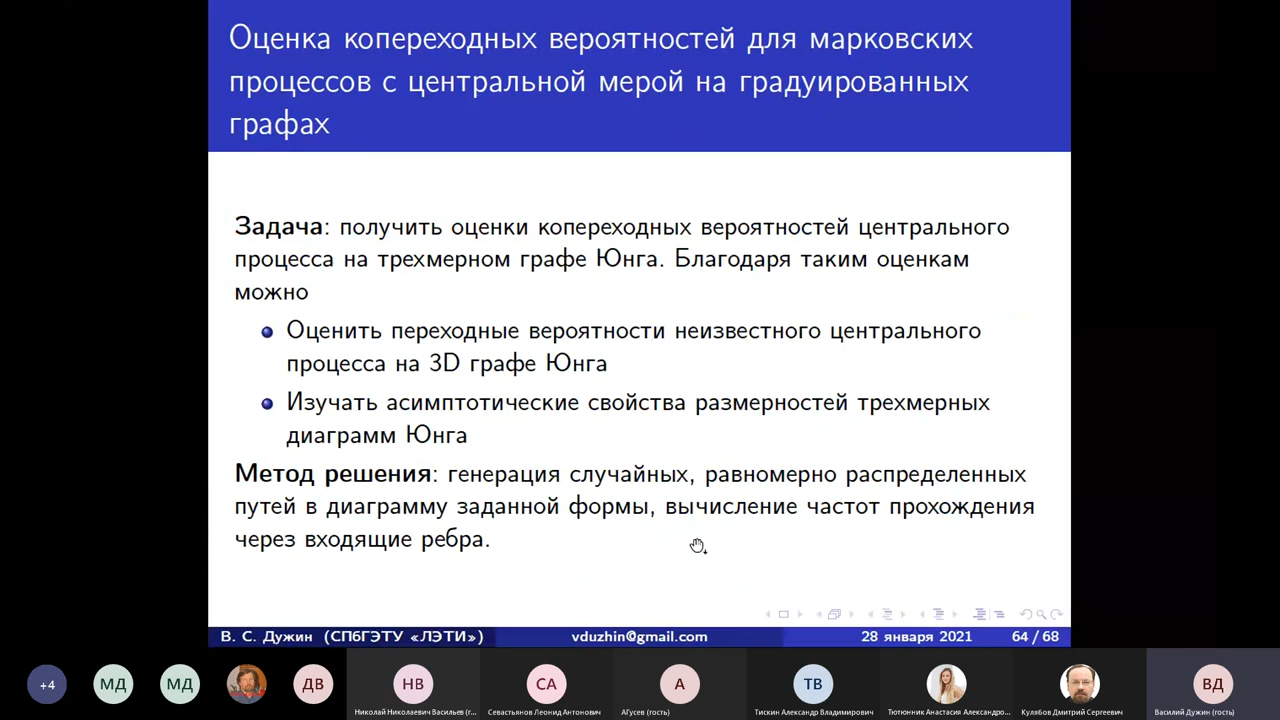 Оценка копереходных вероятностей для марковских
процессов с центральной мерой на градуированных
графах
Задача: получить оценки копереходных вероятностей центрального
процесса на трехмерном графе Юнга. Благодаря таким оценкам
можно
Оценить переходные вероятности неизвестного центрального
процесса на 3D графе Юнга
Изучать асимптотические свойства размерностей трехмерных
диаграмм Юнга
Метод решения: генерация случайных, равномерно распределенных
путей в диаграмму заданной формы, вычисление частот прохождения
через входящие ребра.
В. С. Дужин (СПбГЭТУ «ЛЭТИ») vduzhin@gmail.com 28 января 2021 64 / 68
+4 МД МД ДВ НВ СА А ТВ ВД
Николай Николаевич Васильев (г... Севастьянов Леонид Антонович АГусев (гость) Тискин Александр Владимирович Тютюнник Анастасия Александро... Кулябов Дмитрий Сергеевич Василий Дужин (гость)